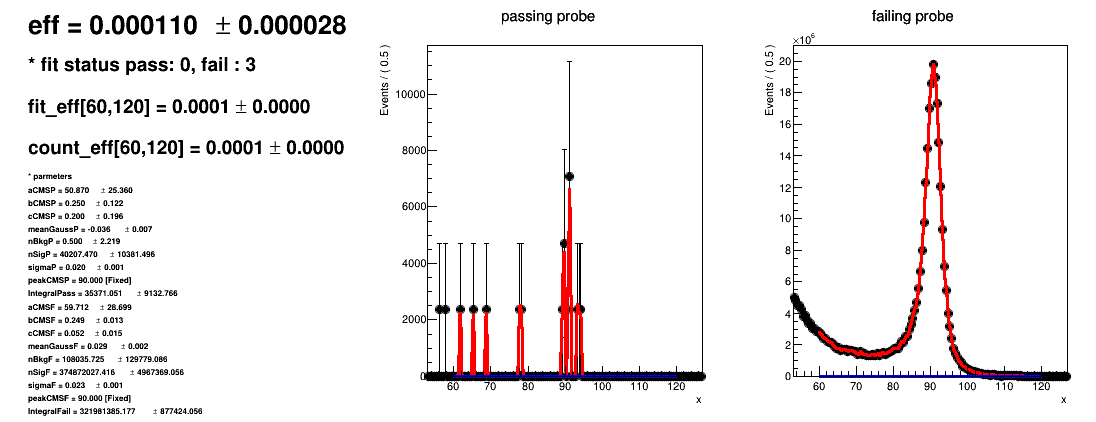 eff = 0.000110 ± 0.000028
* fit status pass: 0, fail : 3
fit_eff[60,120] = 0.0001 ± 0.0000
count_eff[60,120] = 0.0001 ± 0.0000
* parmeters
aCMSP = 50.870 ± 25.360
bCMSP = 0.250 ± 0.122
cCMSP = 0.200 ± 0.196
meanGaussP = -0.036 ± 0.007
nBkgP = 0.500 ± 2.219
nSigP = 40207.470 ± 10381.496
sigmaP = 0.020 ± 0.001
peakCMSP = 90.000 [Fixed]
IntegralPass = 35371.051 ± 9132.766
aCMSF = 59.712 ± 28.699
bCMSF = 0.249 ± 0.013
cCMSF = 0.052 ± 0.015
meanGaussF = 0.029 ± 0.002
nBkgF = 108035.725 ± 129779.086
nSigF = 374872027.416 ± 4967369.056
sigmaF = 0.023 ± 0.001
peakCMSF = 90.000 [Fixed]
IntegralFail = 321981385.177 ± 877424.056
passing probe
Events / ( 0.5 )
10000
8000
6000
4000
2000
0
60 70 80 90 100 110 120
x
failing probe
×10⁶
Events / ( 0.5 )
20
18
16
14
12
10
8
6
4
2
0
60 70 80 90 100 110 120
x